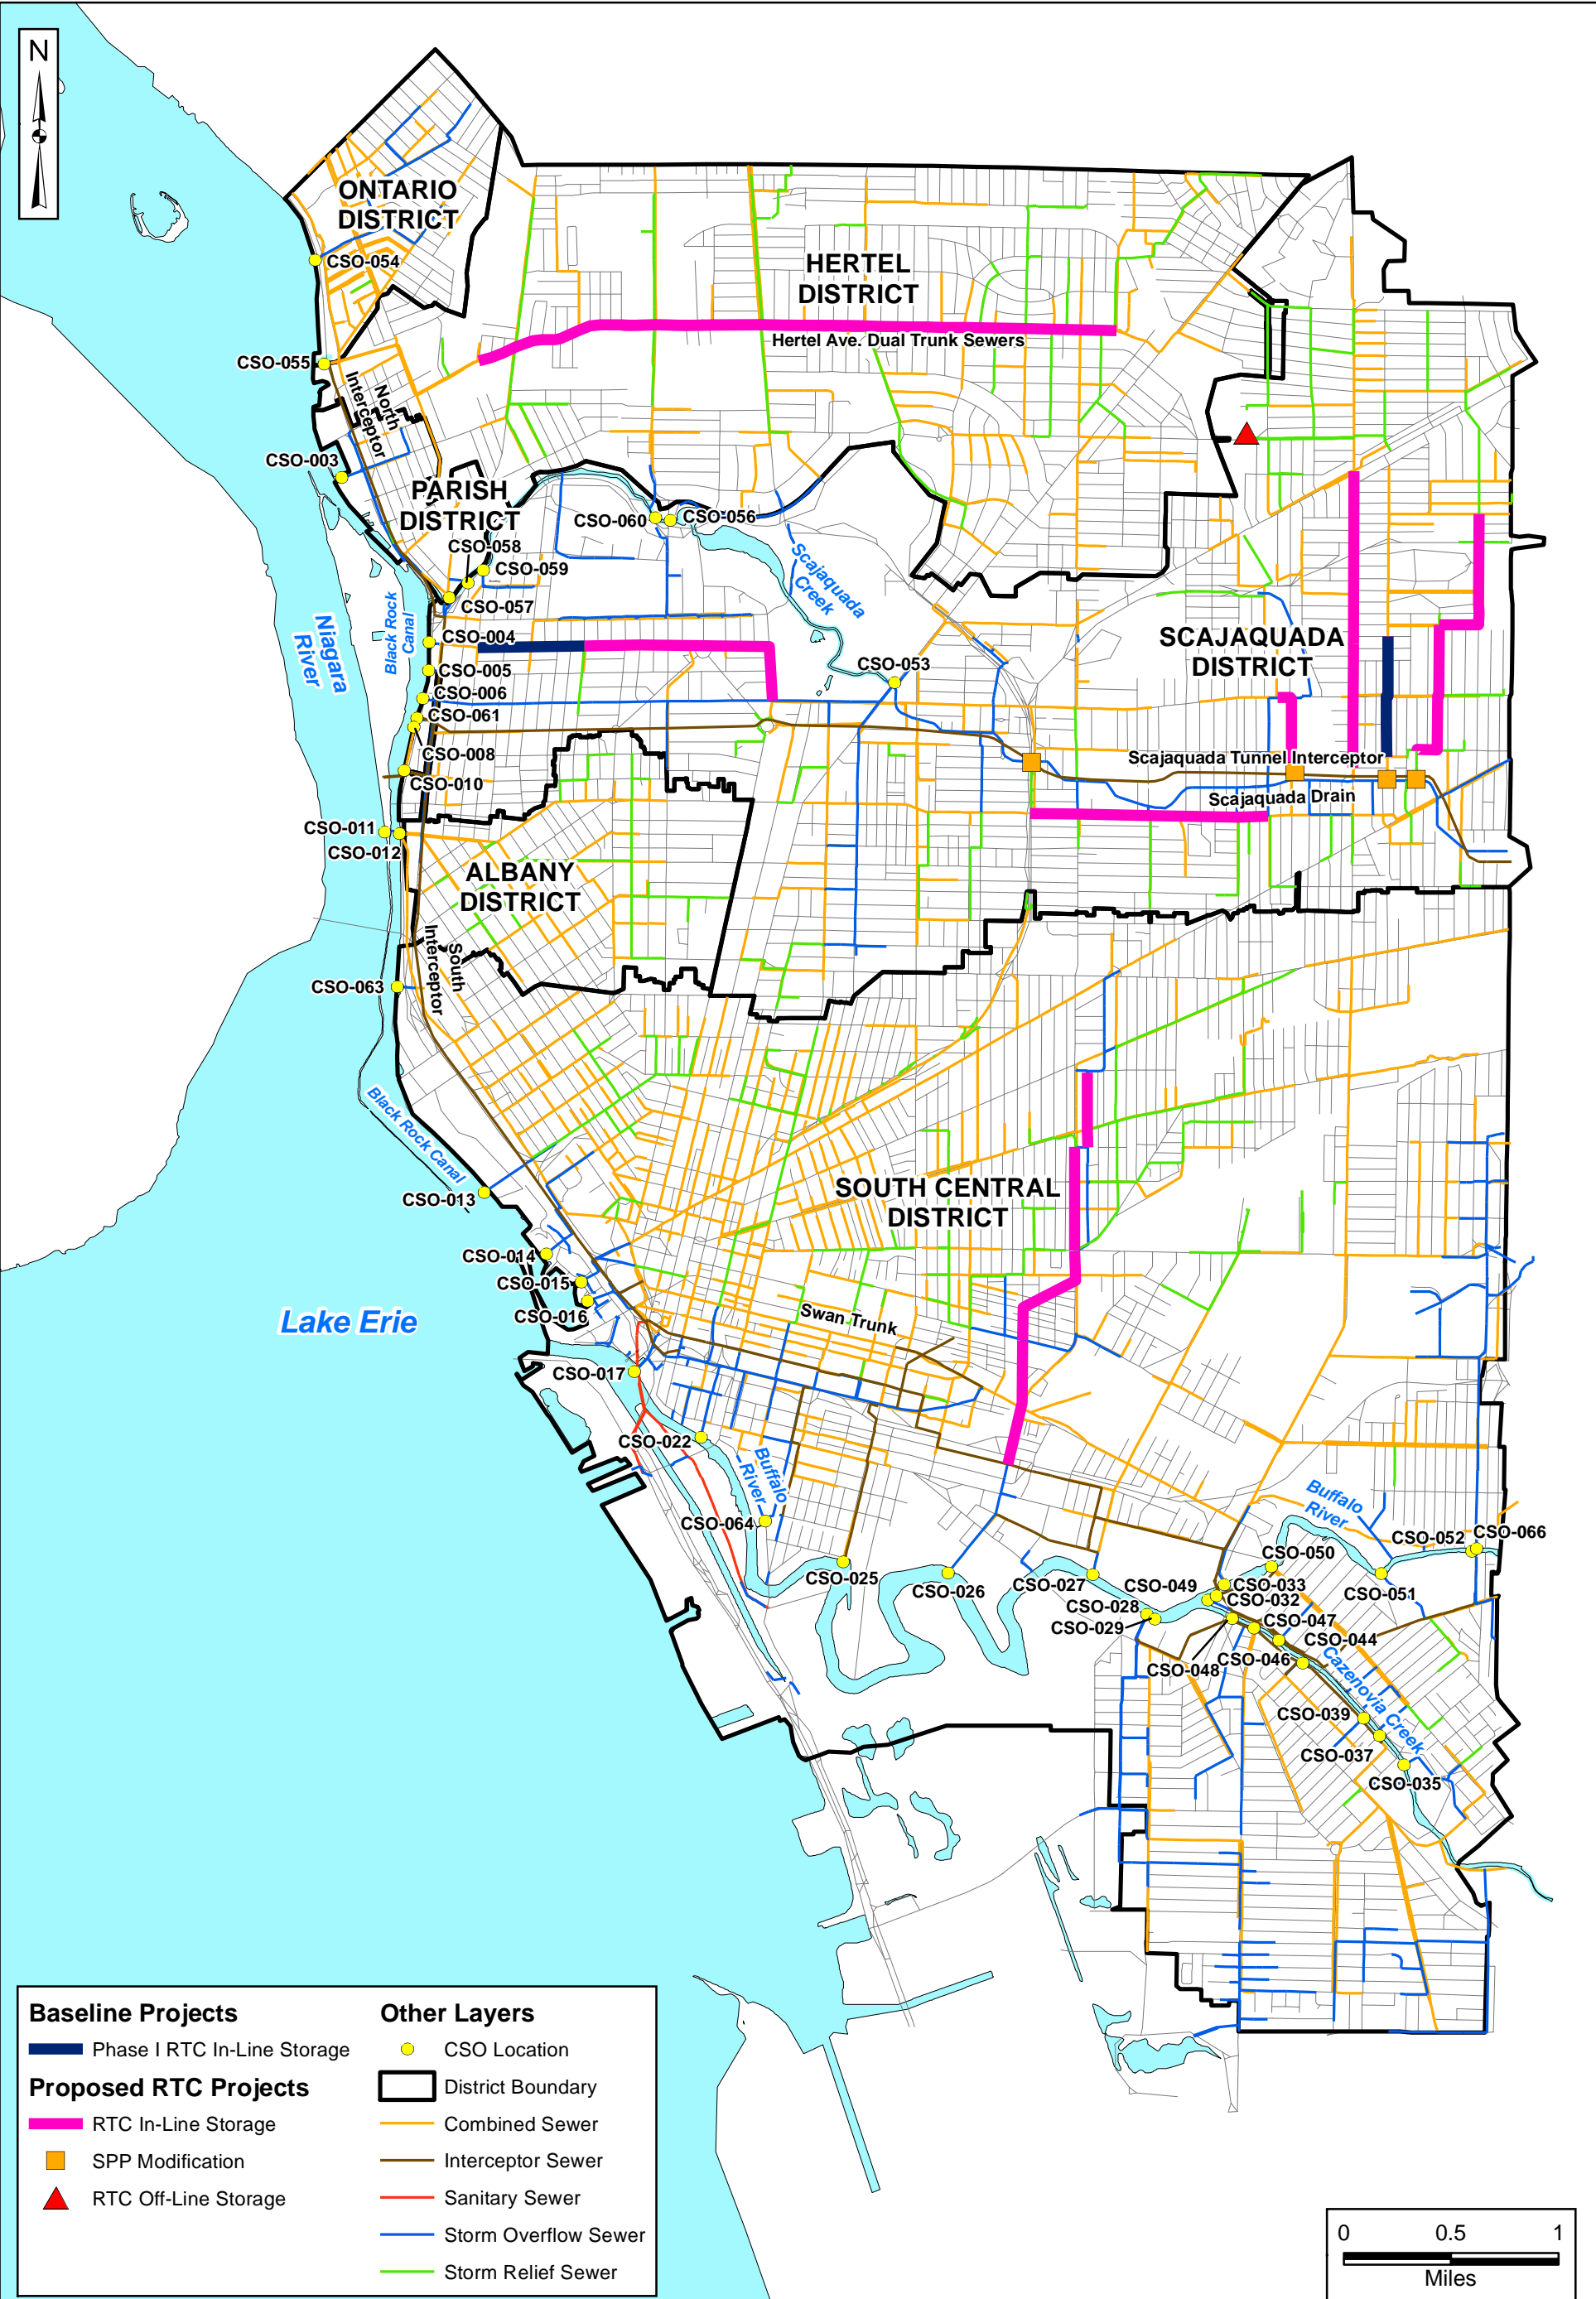 N
ONTARIO
DISTRICT
CSO-054
HERTEL
DISTRICT
Hertel Ave. Dual Trunk Sewers
CSO-055
North
Interceptor
CSO-003
PARISH
DISTRICT
CSO-060
CSO-056
CSO-058
CSO-059
CSO-057
Scajaquada
Creek
Niagara
River
Black Rock
Canal
CSO-004
CSO-005
CSO-006
CSO-061
CSO-008
CSO-010
CSO-053
SCAJAQUADA
DISTRICT
Scajaquada Tunnel Interceptor
Scajaquada Drain
CSO-011
CSO-012
ALBANY
DISTRICT
South
Interceptor
CSO-063
Black Rock Canal
CSO-013
SOUTH CENTRAL
DISTRICT
CSO-014
CSO-015
CSO-016
Lake Erie
Swan Trunk
CSO-017
CSO-022
Buffalo
River
CSO-064
CSO-025
CSO-026
CSO-027
Buffalo
River
CSO-052
CSO-066
CSO-050
CSO-051
CSO-049
CSO-033
CSO-032
CSO-028
CSO-029
CSO-047
CSO-044
CSO-048
CSO-046
Cazenovia Creek
CSO-039
CSO-037
CSO-035
Baseline Projects
Phase I RTC In-Line Storage
Proposed RTC Projects
RTC In-Line Storage
SPP Modification
RTC Off-Line Storage
Other Layers
CSO Location
District Boundary
Combined Sewer
Interceptor Sewer
Sanitary Sewer
Storm Overflow Sewer
Storm Relief Sewer
0 0.5 1
Miles